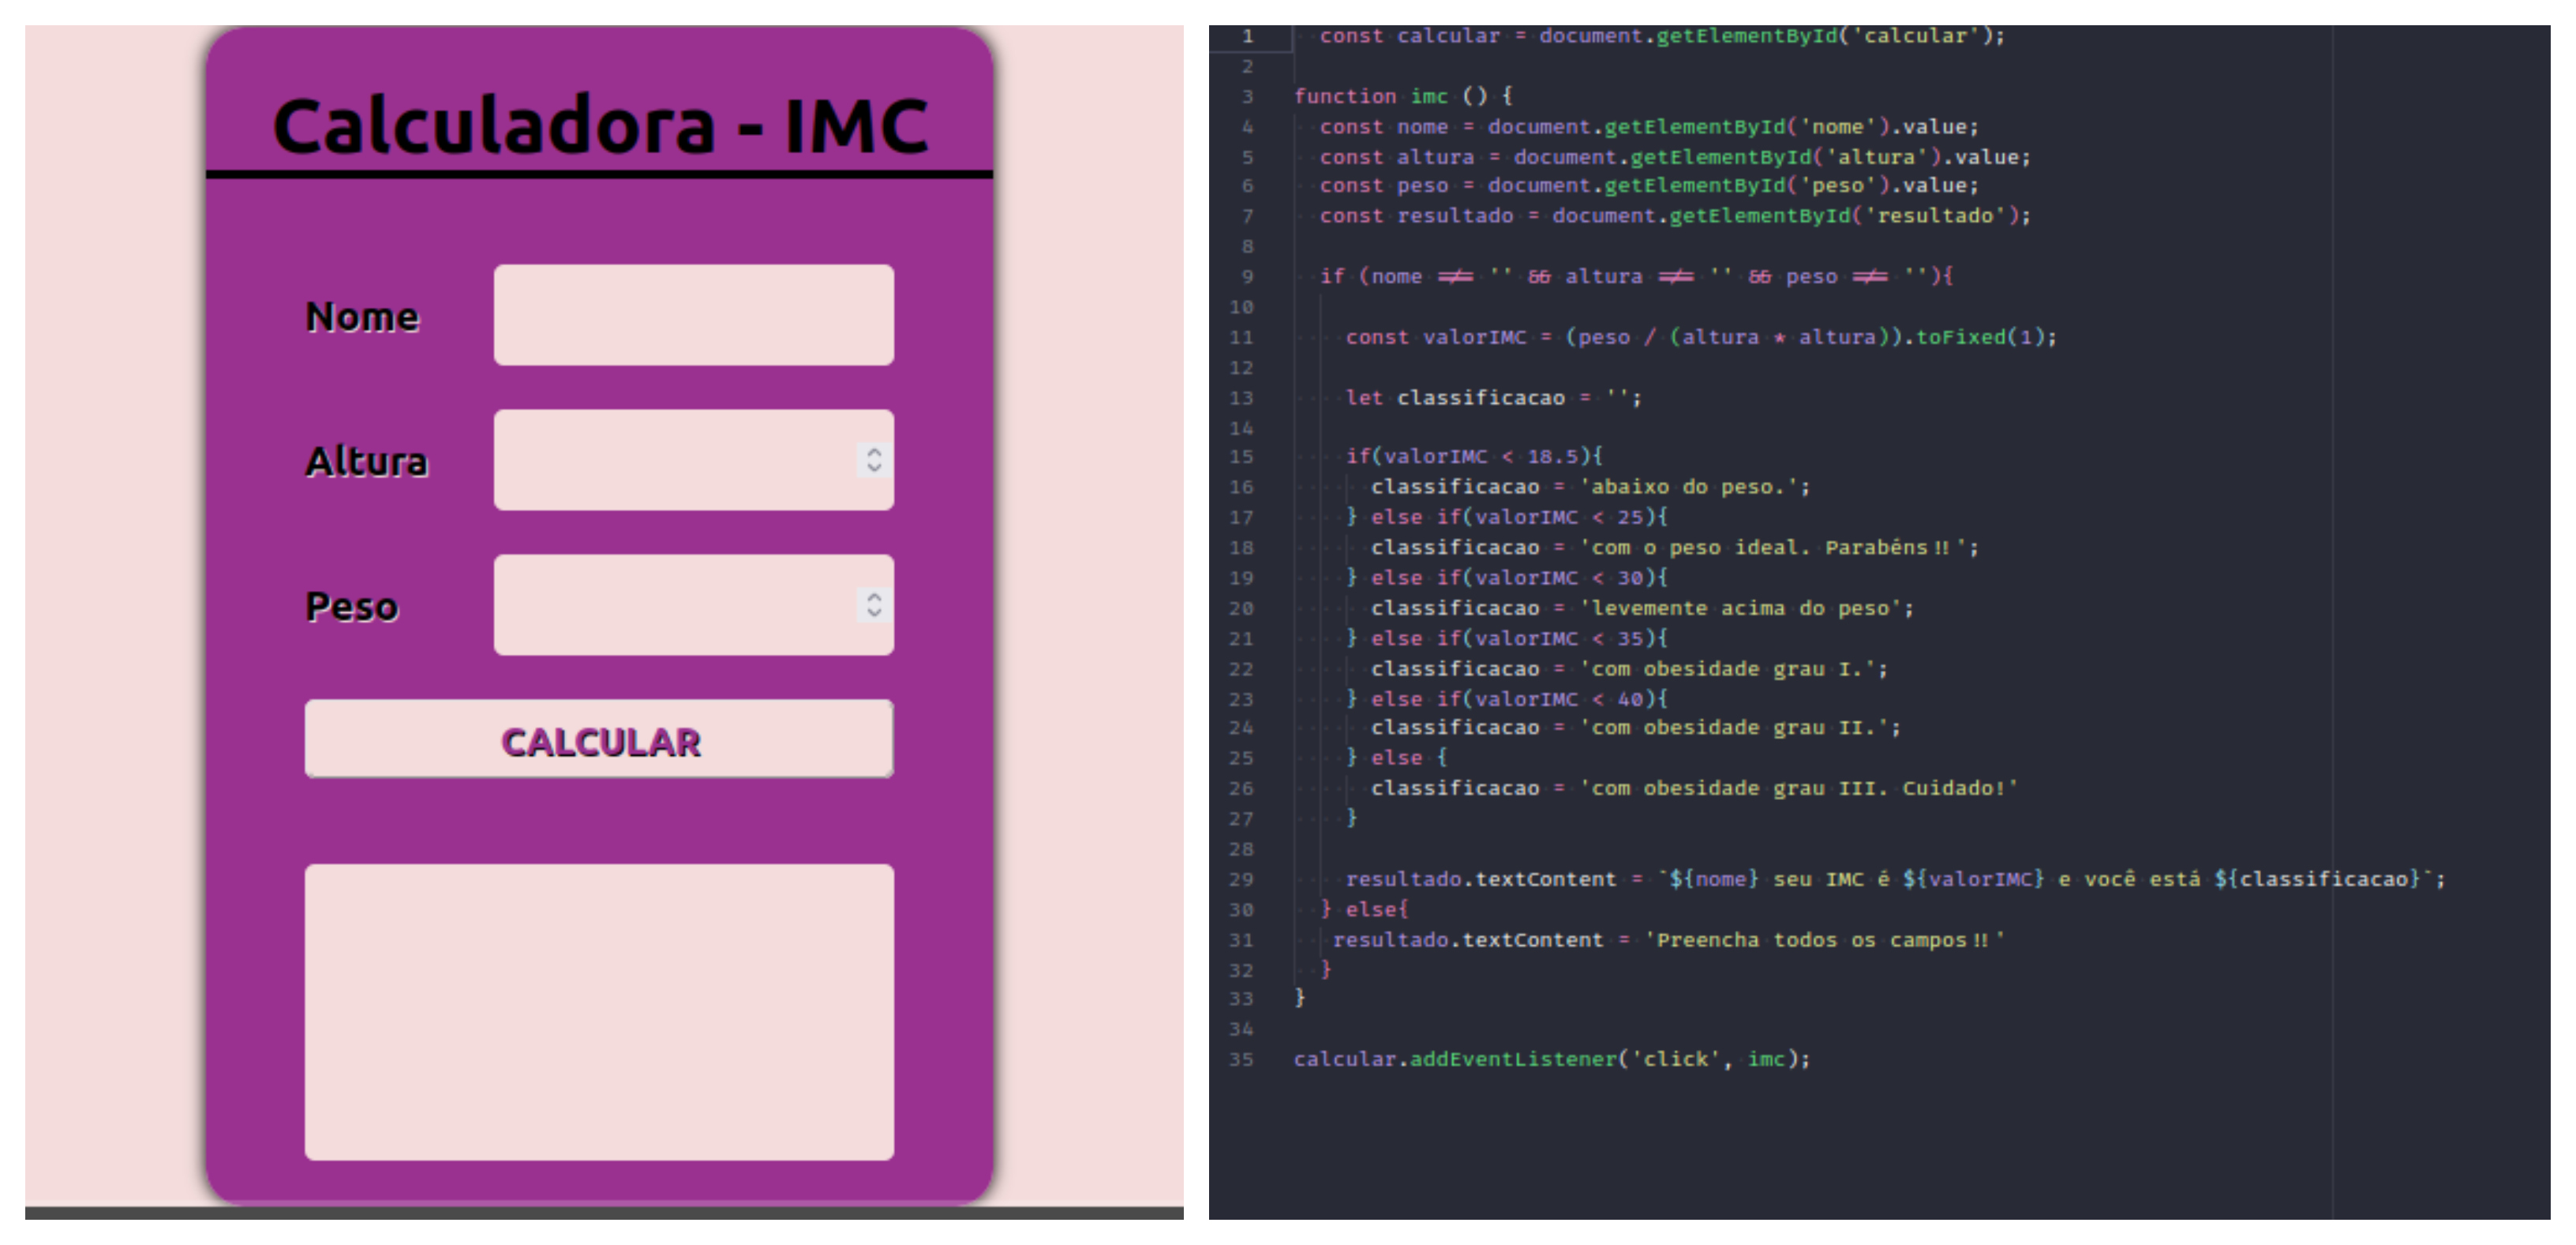 Calculadora - IMC
Nome
Altura
Peso
CALCULAR
1 const calcular = document.getElementById('calcular');
2
3 function imc () {
4 const nome = document.getElementById('nome').value;
5 const altura = document.getElementById('altura').value;
6 const peso = document.getElementById('peso').value;
7 const resultado = document.getElementById('resultado');
8
9 if (nome !== '' && altura !== '' && peso !== ''){
10
11 const valorIMC = (peso / (altura * altura)).toFixed(1);
12
13 let classificacao = '';
14
15 if(valorIMC < 18.5){
16 classificacao = 'abaixo do peso.';
17 } else if(valorIMC < 25){
18 classificacao = 'com o peso ideal. Parabéns!!';
19 } else if(valorIMC < 30){
20 classificacao = 'levemente acima do peso';
21 } else if(valorIMC < 35){
22 classificacao = 'com obesidade grau I.';
23 } else if(valorIMC < 40){
24 classificacao = 'com obesidade grau II.';
25 } else {
26 classificacao = 'com obesidade grau III. Cuidado!'
27 }
28
29 resultado.textContent = `${nome} seu IMC é ${valorIMC} e você está ${classificacao}`;
30 } else{
31 resultado.textContent = 'Preencha todos os campos!!'
32 }
33 }
34
35 calcular.addEventListener('click', imc);